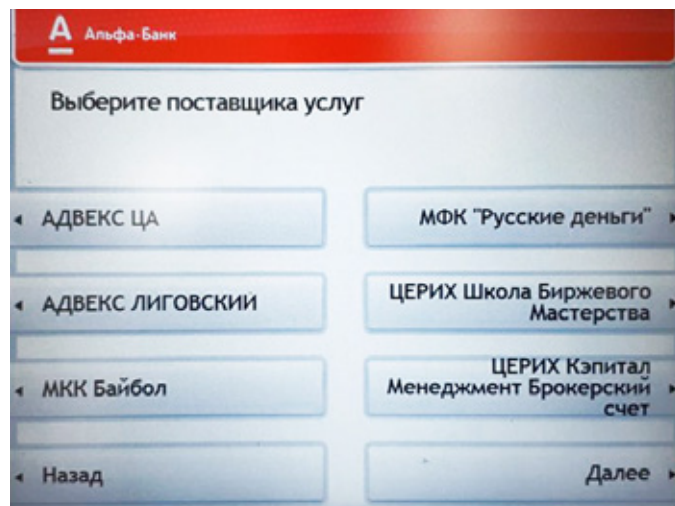 А Альфа-Банк
Выберите поставщика услуг
АДВЕКС ЦА
МФК "Русские деньги"
АДВЕКС ЛИГОВСКИЙ
ЦЕРИХ Школа Биржевого
Мастерства
МКК Байбол
ЦЕРИХ Кэпитал
Менеджмент Брокерский
счет
Назад
Далее